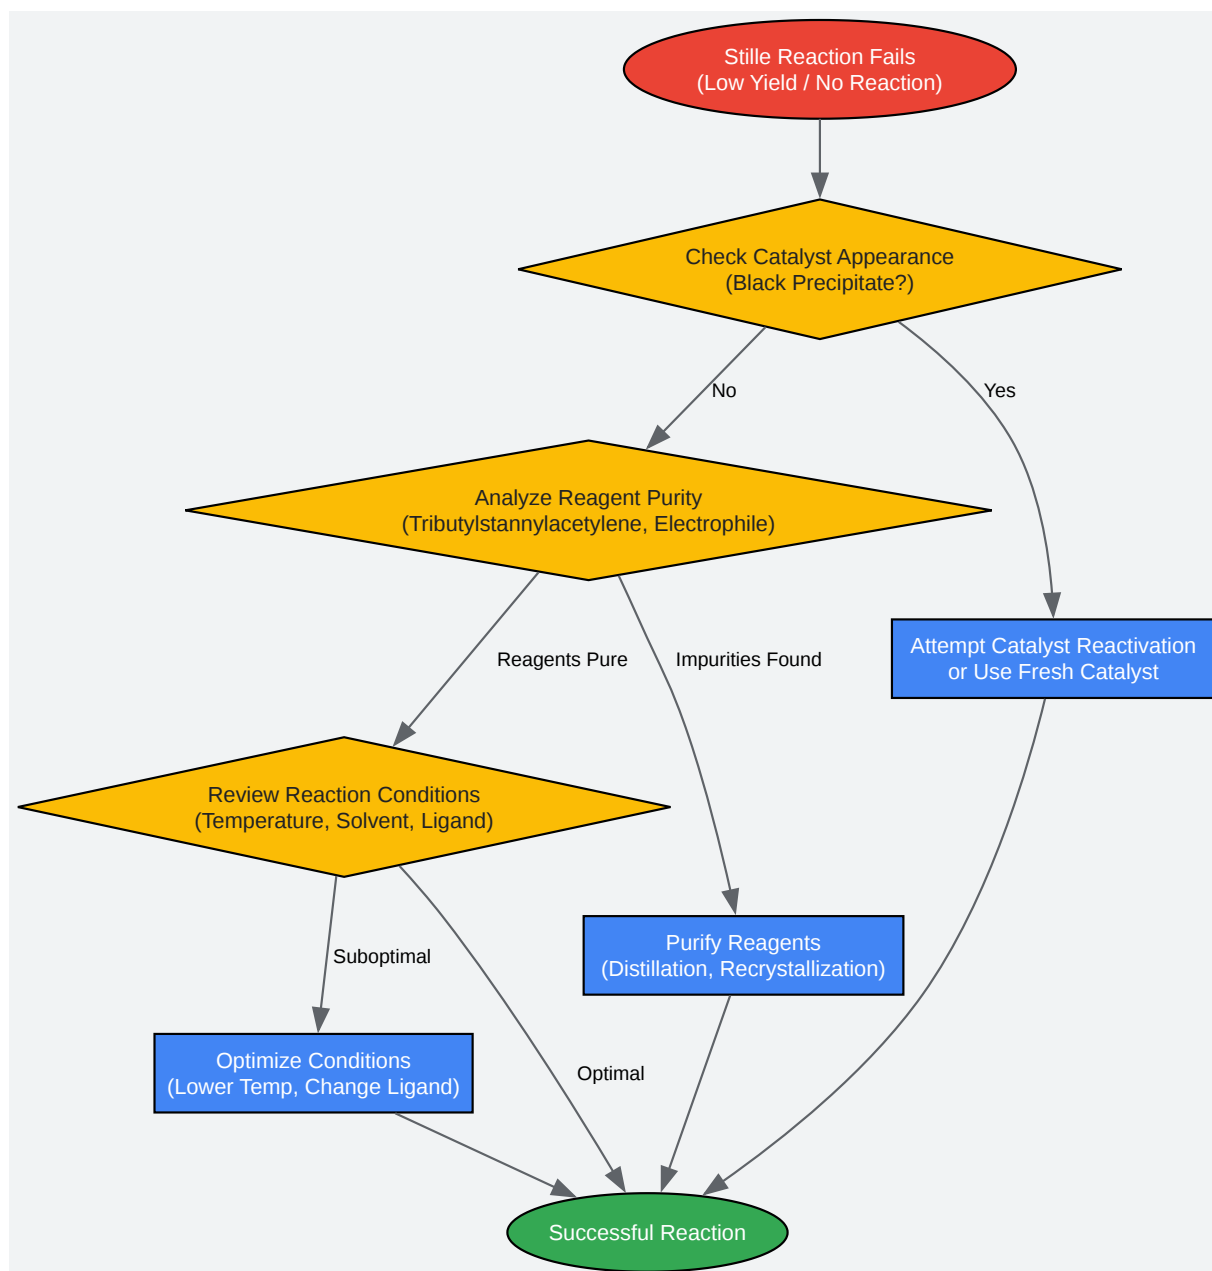 Stille Reaction Fails
(Low Yield / No Reaction)
Check Catalyst Appearance
(Black Precipitate?)
No
Yes
Analyze Reagent Purity
(Tributylstannylacetylene, Electrophile)
Reagents Pure
Impurities Found
Attempt Catalyst Reactivation
or Use Fresh Catalyst
Review Reaction Conditions
(Temperature, Solvent, Ligand)
Suboptimal
Purify Reagents
(Distillation, Recrystallization)
Optimize Conditions
(Lower Temp, Change Ligand)
Optimal
Successful Reaction